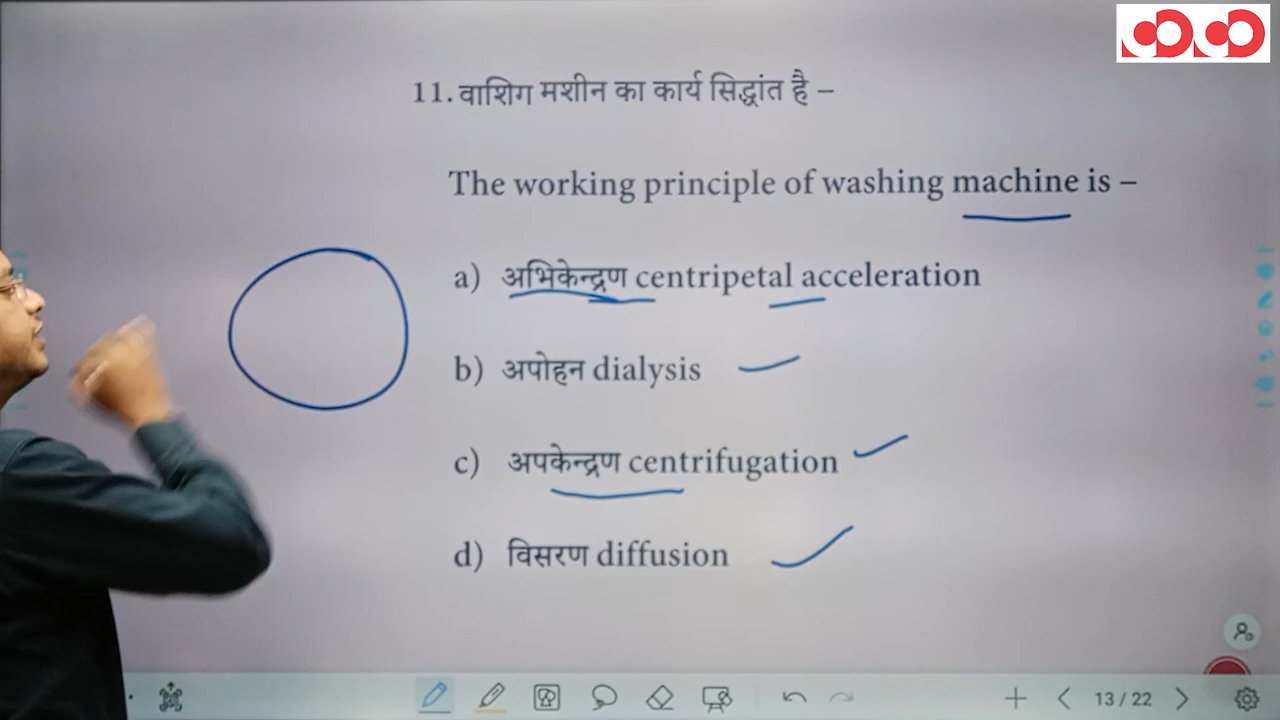 11. वाशिग मशीन का कार्य सिद्धांत है –
The working principle of washing machine is –
a) अभिकेन्द्रण centripetal acceleration
b) अपोहन dialysis
c) अपकेन्द्रण centrifugation
d) विसरण diffusion
13 / 22